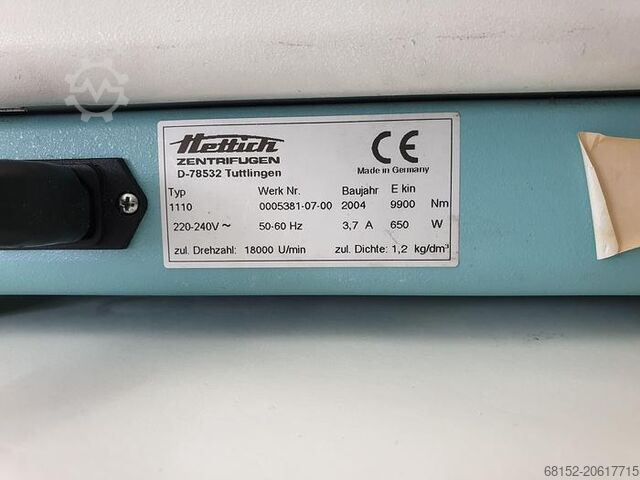 Hettich
ZENTRIFUGEN
D-78532 Tuttlingen
CE
Made in Germany
Typ Werk Nr. Baujahr E kin
1110 0005381-07-00 2004 9900 Nm
220-240V ~ 50-60 Hz 3,7 A 650 W
zul. Drehzahl: 18000 U/min zul. Dichte: 1,2 kg/dm³
68152-20617715